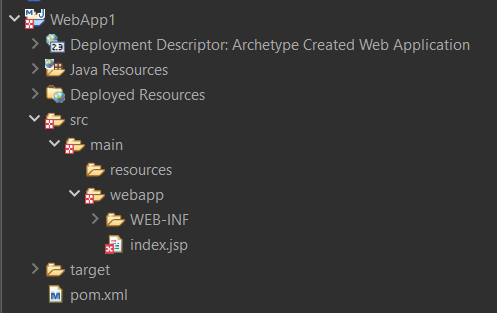 WebApp1
Deployment Descriptor: Archetype Created Web Application
Java Resources
Deployed Resources
src
main
resources
webapp
WEB-INF
index.jsp
target
pom.xml